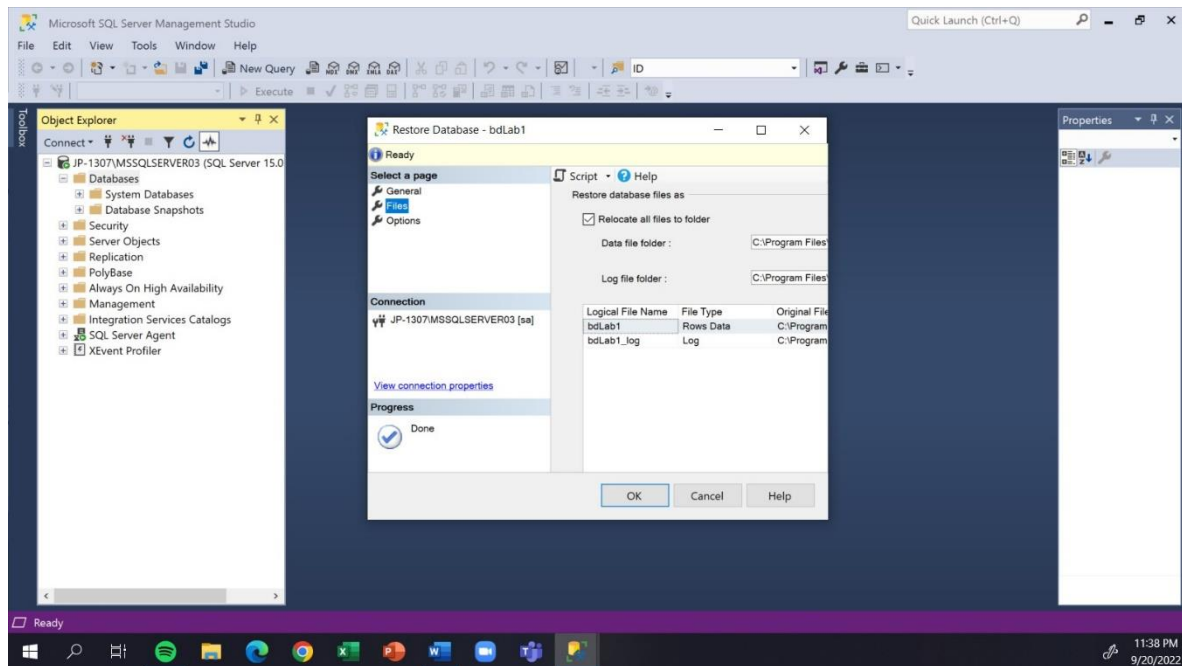 Microsoft SQL Server Management Studio
Quick Launch (Ctrl+Q)
File Edit View Tools Window Help
New Query MDX DMX XMLA DAX ID
Execute
Toolbox
Object Explorer
Connect
JP-1307\MSSQLSERVER03 (SQL Server 15.0
Databases
System Databases
Database Snapshots
Security
Server Objects
Replication
PolyBase
Always On High Availability
Management
Integration Services Catalogs
SQL Server Agent
XEvent Profiler
Restore Database - bdLab1
Ready
Select a page
General
Files
Options
Connection
JP-1307\MSSQLSERVER03 [sa]
View connection properties
Progress
Done
Script Help
Restore database files as
Relocate all files to folder
Data file folder : C:\Program Files\
Log file folder : C:\Program Files\
Logical File Name File Type Original File
bdLab1 Rows Data C:\Program
bdLab1_log Log C:\Program
OK Cancel Help
Properties
Ready
11:38 PM
9/20/2022